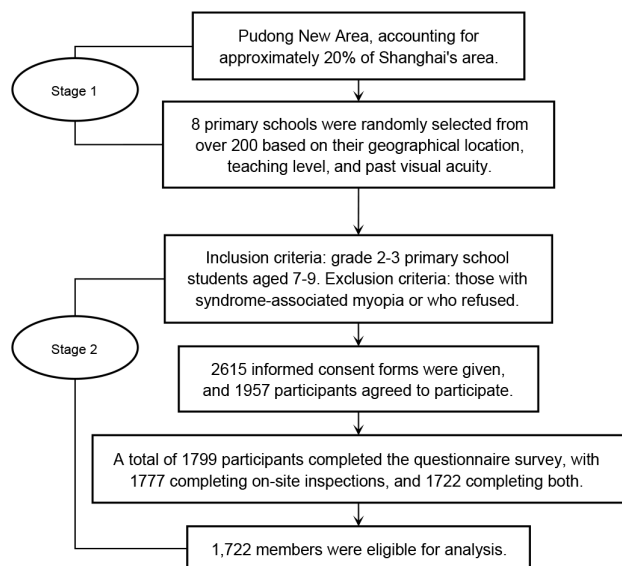 Pudong New Area, accounting for
approximately 20% of Shanghai's area.
Stage 1
8 primary schools were randomly selected from
over 200 based on their geographical location,
teaching level, and past visual acuity.
Inclusion criteria: grade 2-3 primary school
students aged 7-9. Exclusion criteria: those with
syndrome-associated myopia or who refused.
Stage 2
2615 informed consent forms were given,
and 1957 participants agreed to participate.
A total of 1799 participants completed the questionnaire survey, with
1777 completing on-site inspections, and 1722 completing both.
1,722 members were eligible for analysis.